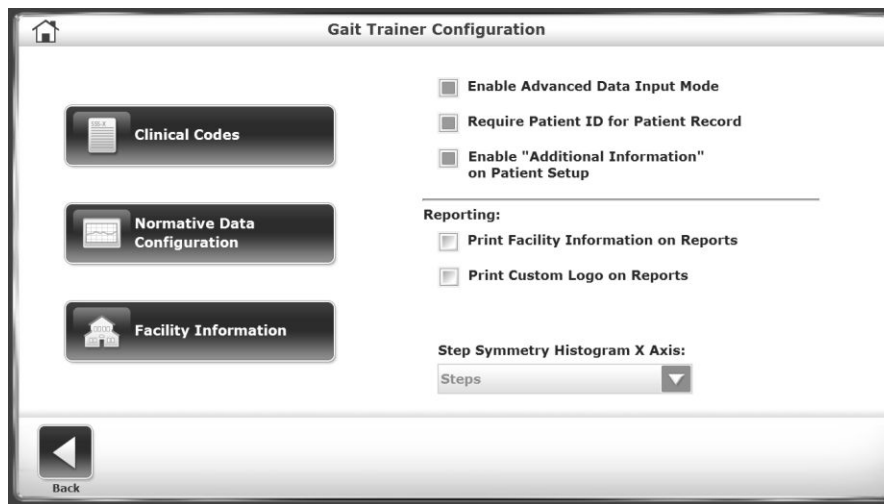 Gait Trainer Configuration
Clinical Codes
Normative Data
Configuration
Facility Information
Enable Advanced Data Input Mode
Require Patient ID for Patient Record
Enable "Additional Information"
on Patient Setup
Reporting:
Print Facility Information on Reports
Print Custom Logo on Reports
Step Symmetry Histogram X Axis:
Steps
Back